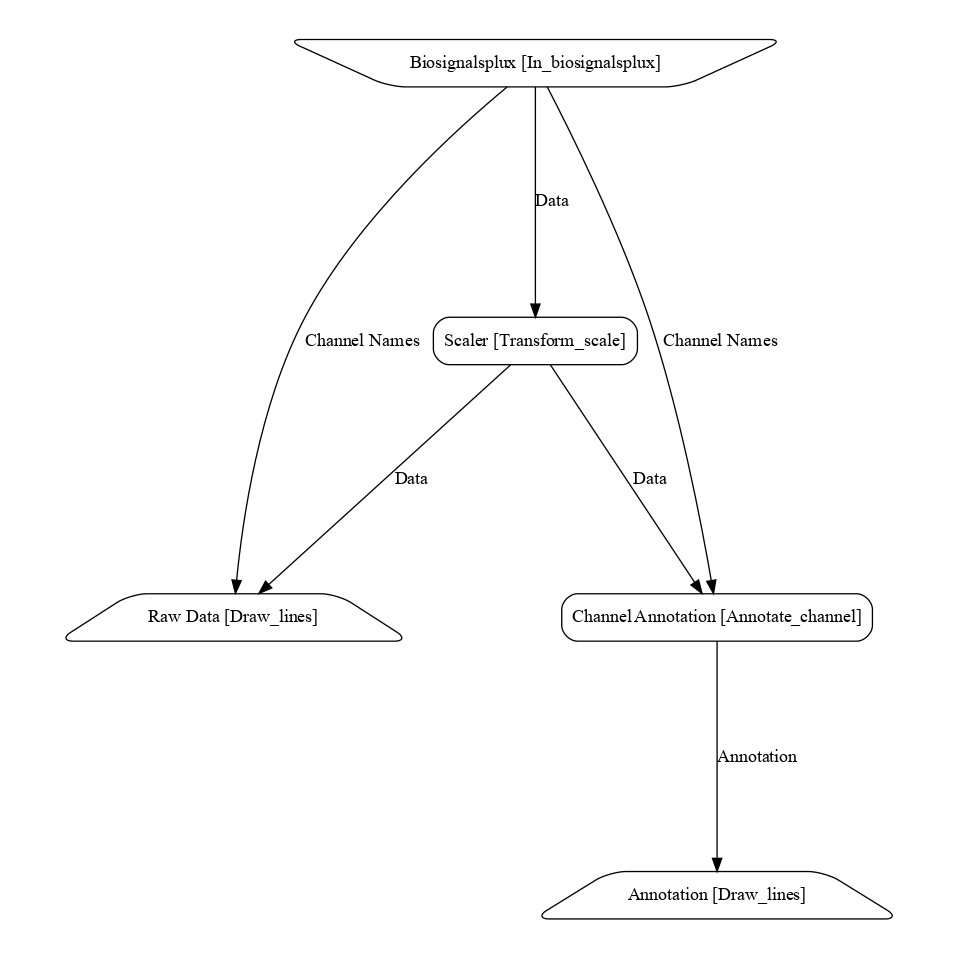 Biosignalsplux [In_biosignalsplux]
Data
Channel Names
Scaler [Transform_scale]
Channel Names
Data
Data
Raw Data [Draw_lines]
Channel Annotation [Annotate_channel]
Annotation
Annotation [Draw_lines]